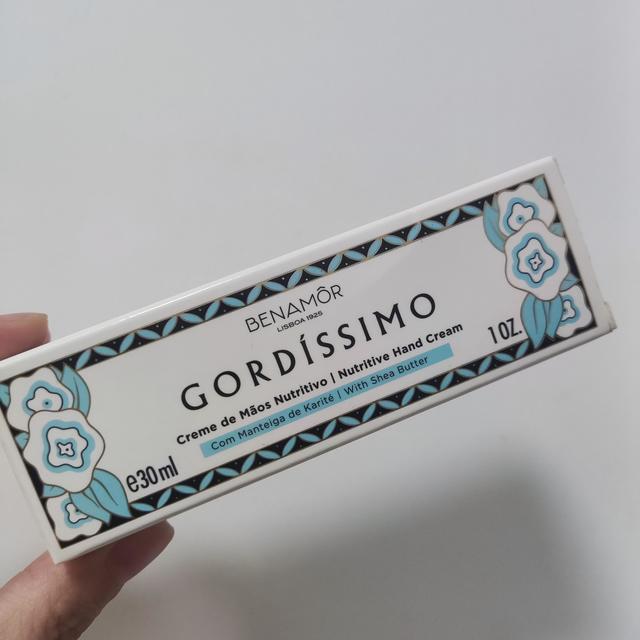 BENAMÔR
LISBOA 1925
GORDÍSSIMO
Creme de Mãos Nutritivo | Nutritive Hand Cream
Com Manteiga de Karité | With Shea Butter
e30ml
1 OZ.